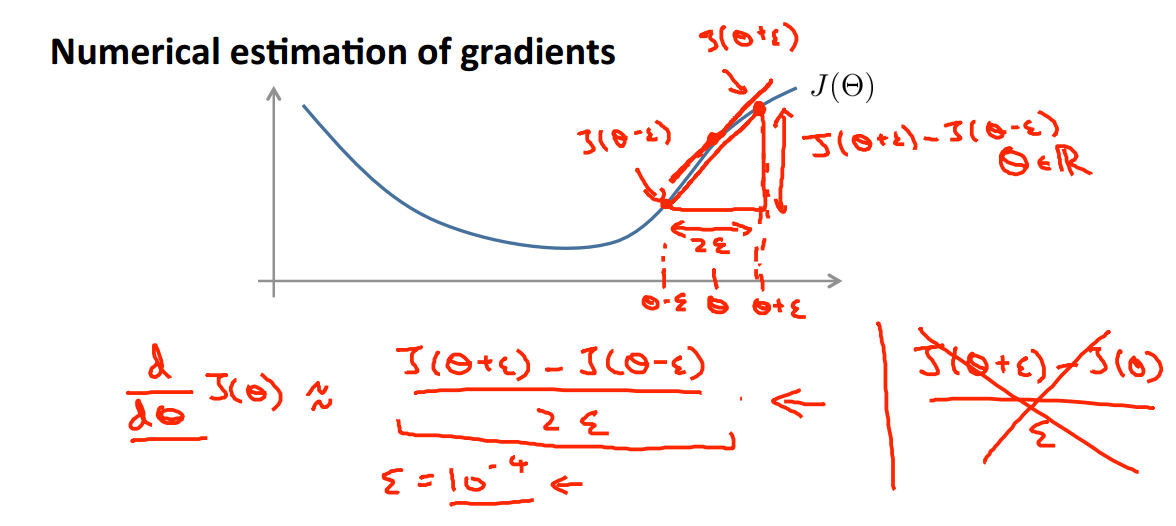 Numerical estimation of gradients
J(θ+ε)
J(Θ)
J(θ-ε)
J(θ+ε)-J(θ-ε)
θ∈ℝ
2ε
θ-ε θ θ+ε
d/dθ J(θ) ≈ (J(θ+ε) - J(θ-ε))/(2ε) ← | (J(θ+ε) - J(θ))/ε
ε = 10^-4 ←